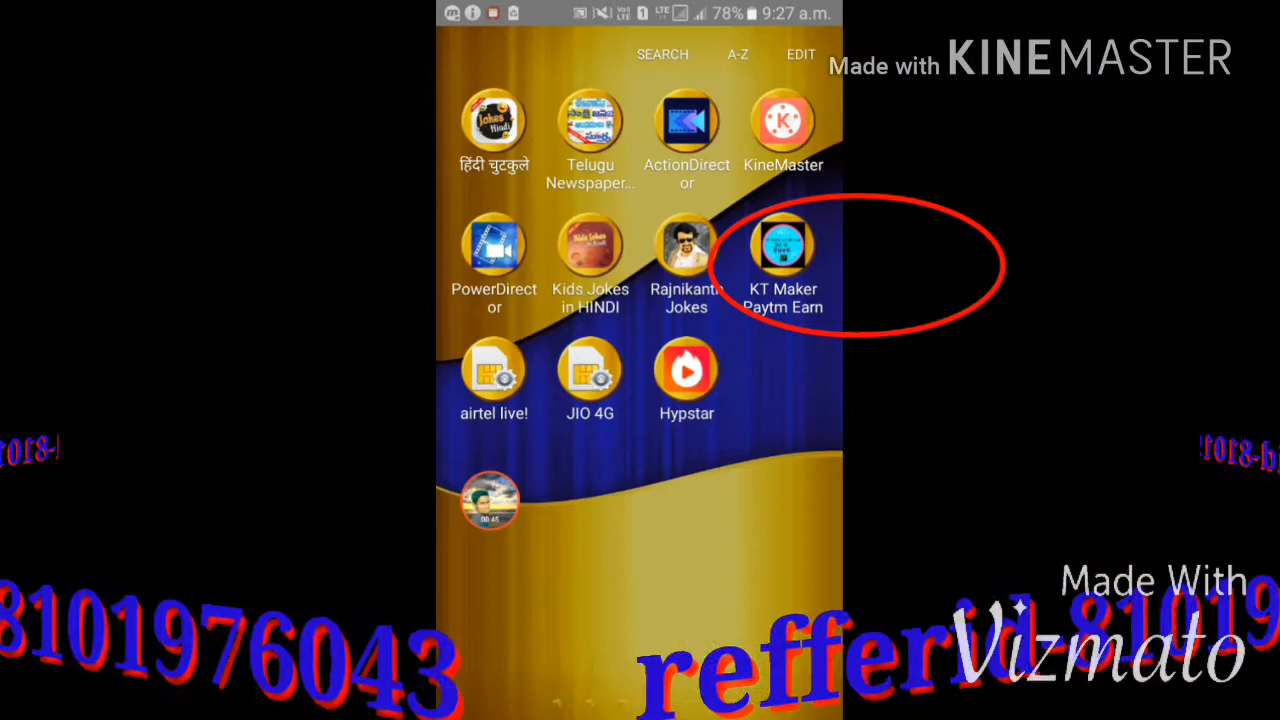 78% 9:27 a.m.
SEARCH A-Z EDIT
Made with KINEMASTER
Jokes Hindi
हिंदी चुटकुले
Telugu Newspaper...
ActionDirect
or
KineMaster
PowerDirect
or
Kids Jokes
in HINDI
Rajnikanth
Jokes
KT Maker
Paytm Earn
airtel live!
JIO 4G
Hypstar
00:45
Made With
Vizmato
8101976043 refferid-81019